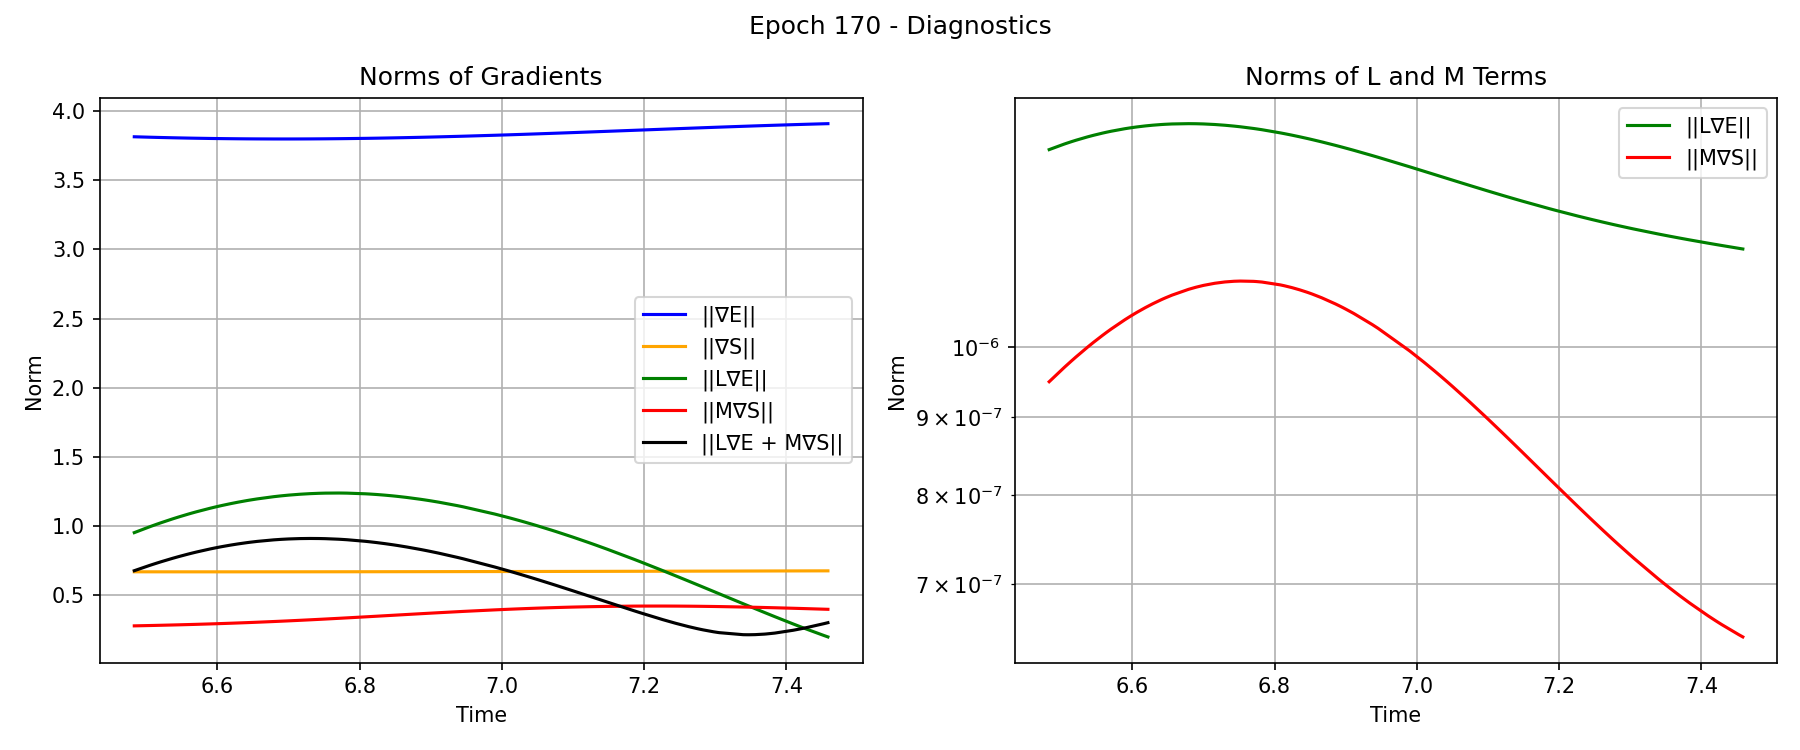 Epoch 170 - Diagnostics
Norms of Gradients
4.0
3.5
3.0
2.5
2.0
1.5
1.0
0.5
Norm
||∇E||
||∇S||
||L∇E||
||M∇S||
||L∇E + M∇S||
6.6
6.8
7.0
7.2
7.4
Time
Norms of L and M Terms
10⁻⁶
9 × 10⁻⁷
8 × 10⁻⁷
7 × 10⁻⁷
Norm
||L∇E||
||M∇S||
6.6
6.8
7.0
7.2
7.4
Time